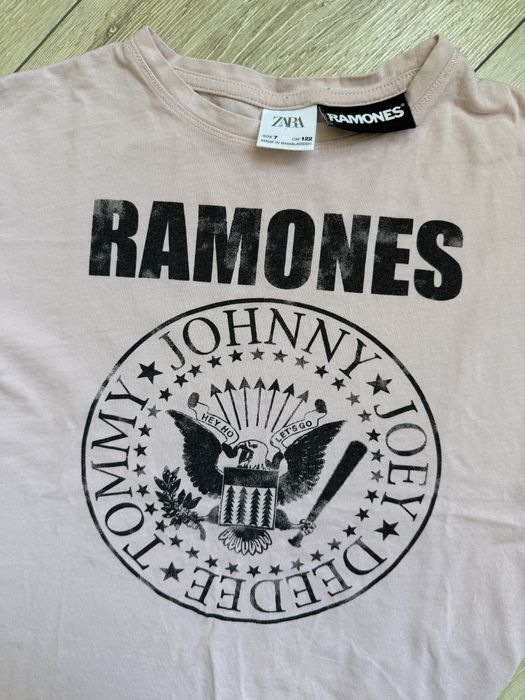 ZARA
SIZE 7 CM 122
MADE IN BANGLADESH
RAMONES®
RAMONES
JOHNNY
JOEY
DEEDEE
TOMMY
HEY HO
LET'S GO